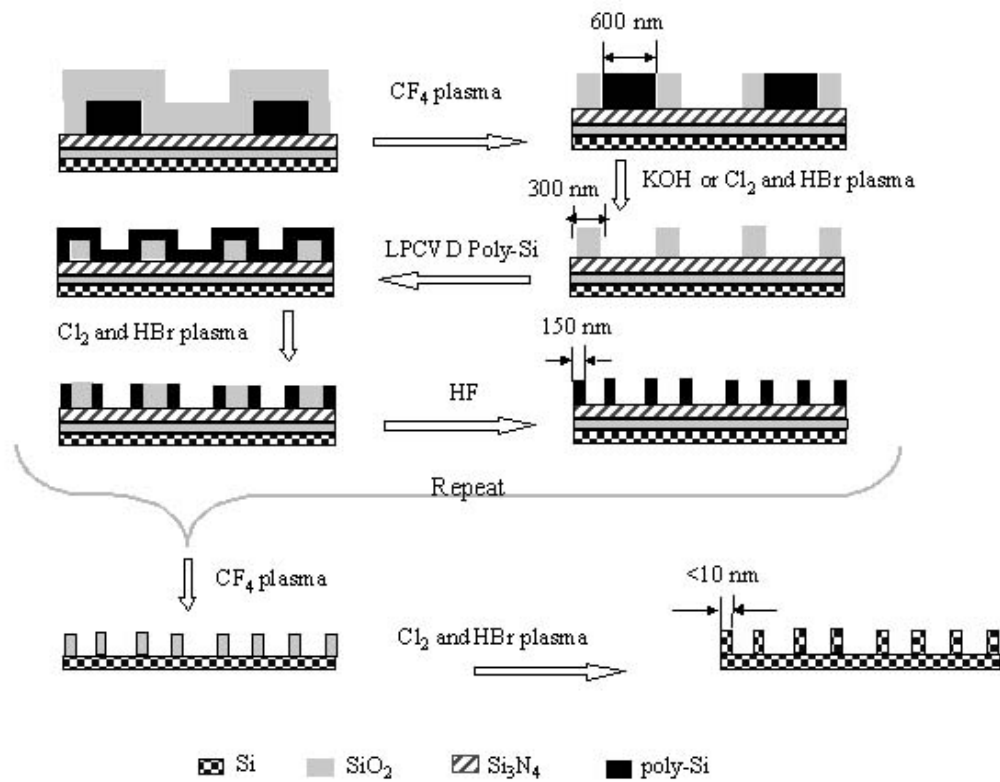 600 nm
CF4 plasma
300 nm
KOH or Cl2 and HBr plasma
LPCVD Poly-Si
Cl2 and HBr plasma
150 nm
HF
Repeat
CF4 plasma
<10 nm
Cl2 and HBr plasma
Si
SiO2
Si3N4
poly-Si